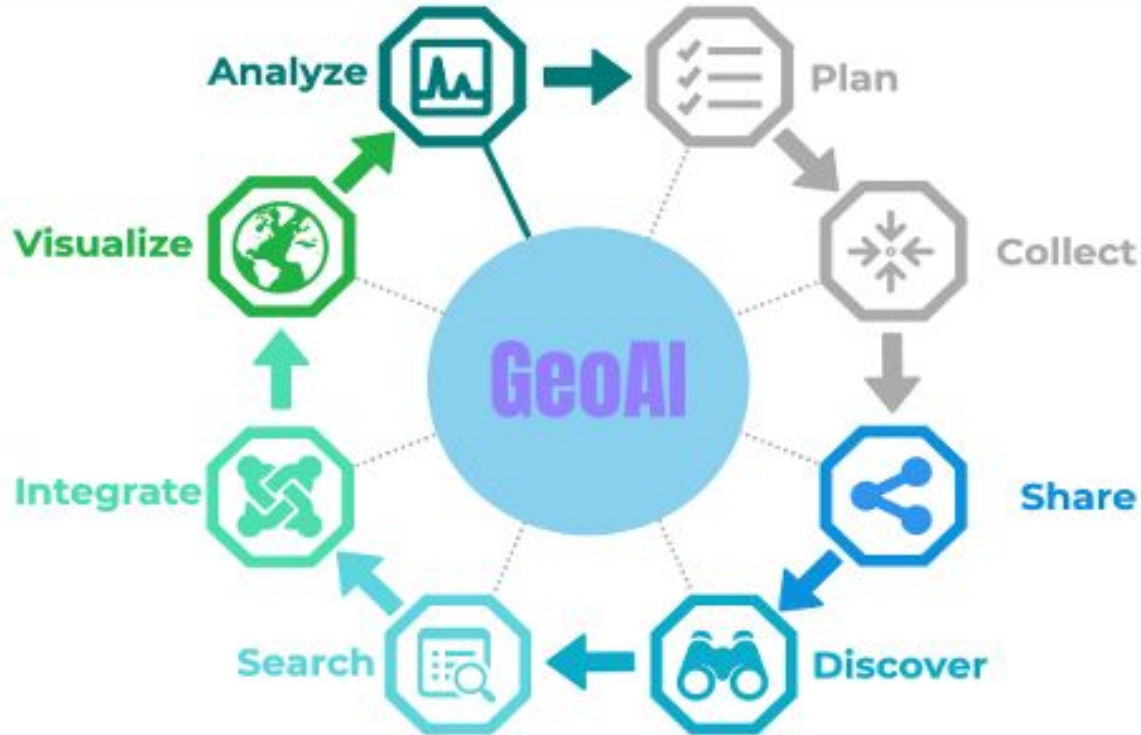 Analyze
Plan
Visualize
Collect
GeoAI
Integrate
Share
Search
Discover